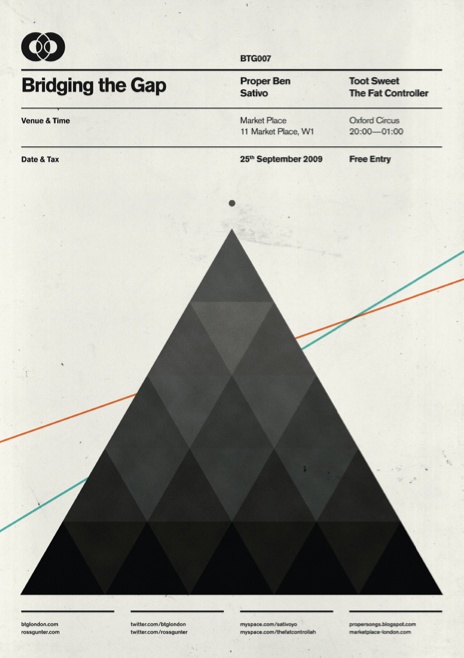 BTG007
Bridging the Gap
Proper Ben
Sativo
Toot Sweet
The Fat Controller
Venue & Time
Market Place
11 Market Place, W1
Oxford Circus
20:00—01:00
Date & Tax
25th September 2009
Free Entry
btglondon.com
rossgunter.com
twitter.com/btglondon
twitter.com/rossgunter
myspace.com/sativoyo
myspace.com/thefatcontrollah
propersongs.blogspot.com
marketplace-london.com